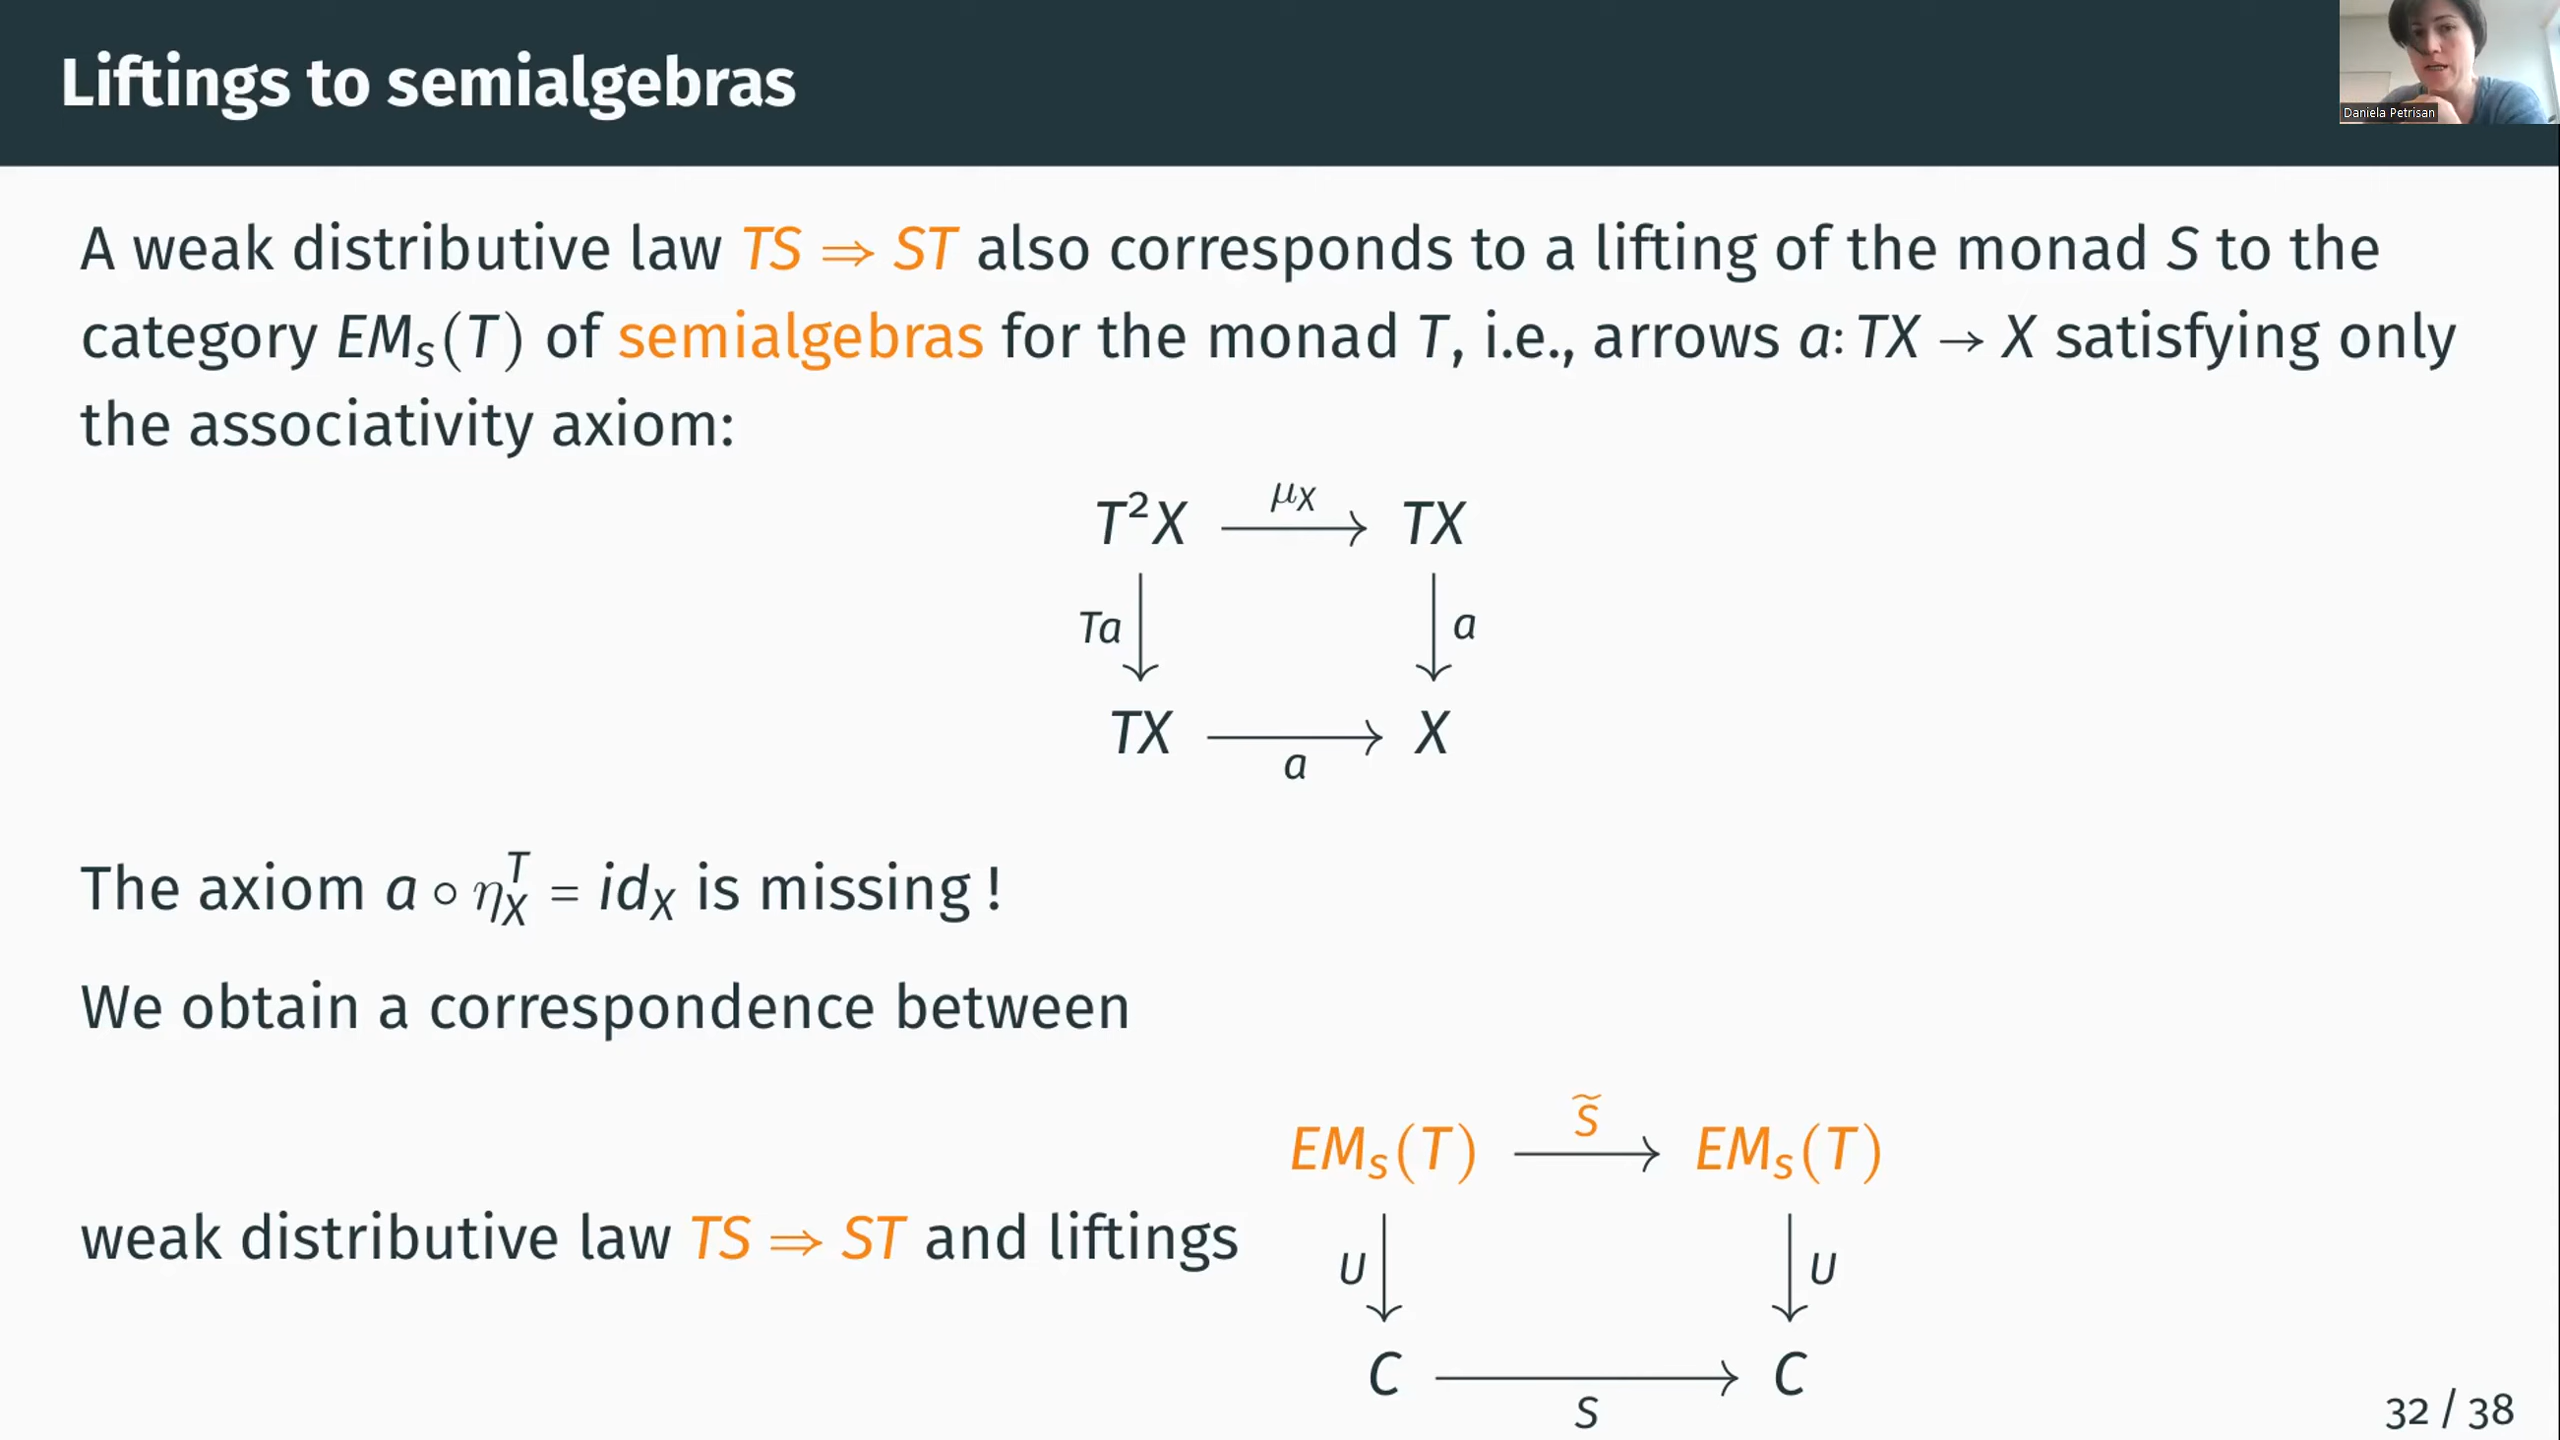 Liftings to semialgebras
Daniela Petrisan
A weak distributive law TS ⇒ ST also corresponds to a lifting of the monad S to the
category EMₛ(T) of semialgebras for the monad T, i.e., arrows a: TX → X satisfying only
the associativity axiom:
μ_X
T²X → TX
Ta a
TX → X
a
The axiom a ∘ η_X^T = id_X is missing !
We obtain a correspondence between
S̃
EMₛ(T) → EMₛ(T)
weak distributive law TS ⇒ ST and liftings
U U
C → C
S
32 / 38